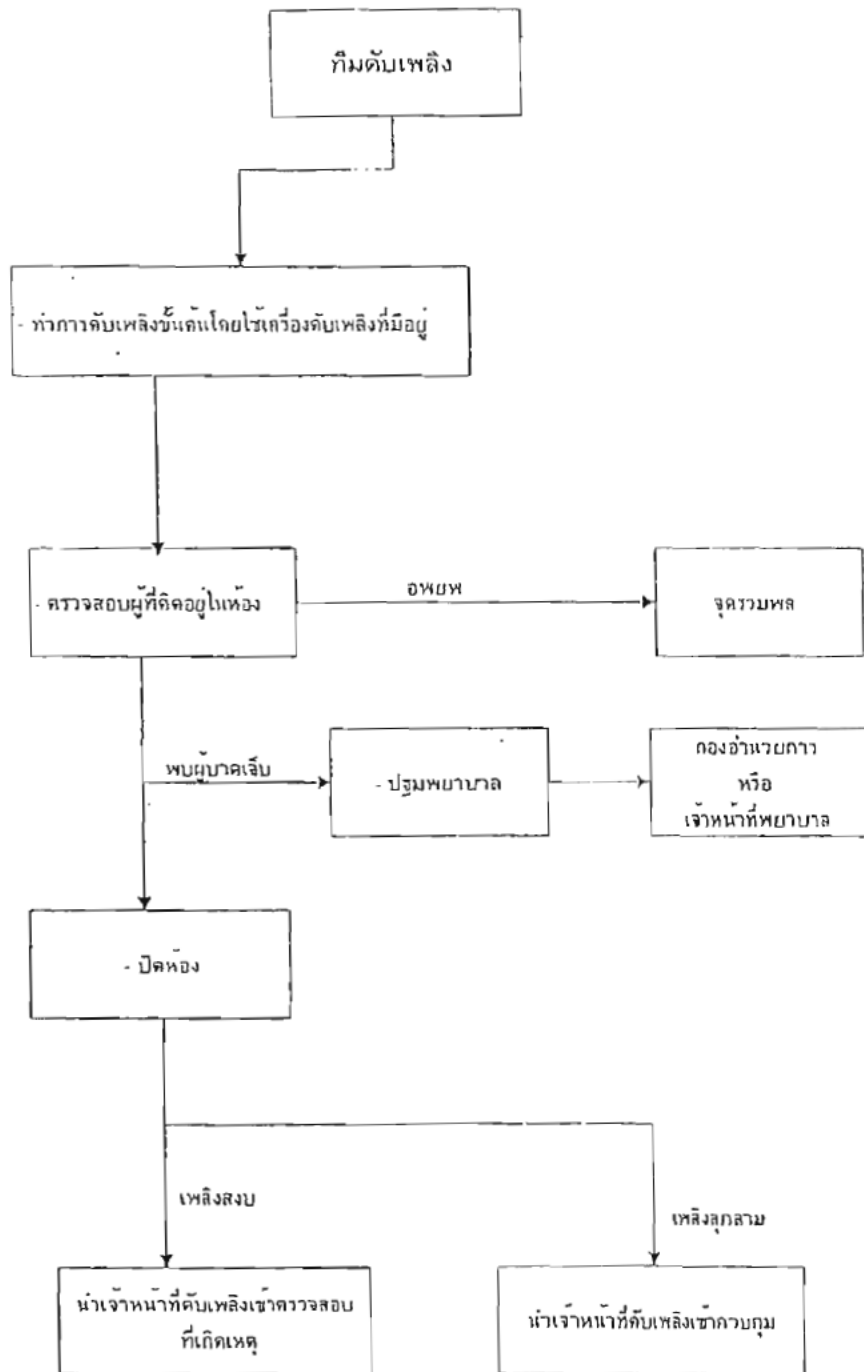 ทีมดับเพลิง
- ทำการดับเพลิงขั้นต้นโดยใช้เครื่องดับเพลิงที่มีอยู่
- ตรวจสอบผู้ที่ติดอยู่ในห้อง
อพยพ
จุดรวมพล
พบผู้บาดเจ็บ
- ปฐมพยาบาล
กองอำนวยการ
หรือ
เจ้าหน้าที่พยาบาล
- ปิดห้อง
เพลิงสงบ
เพลิงลุกลาม
นำเจ้าหน้าที่ดับเพลิงเข้าตรวจสอบ
ที่เกิดเหตุ
นำเจ้าหน้าที่ดับเพลิงเข้าควบคุม